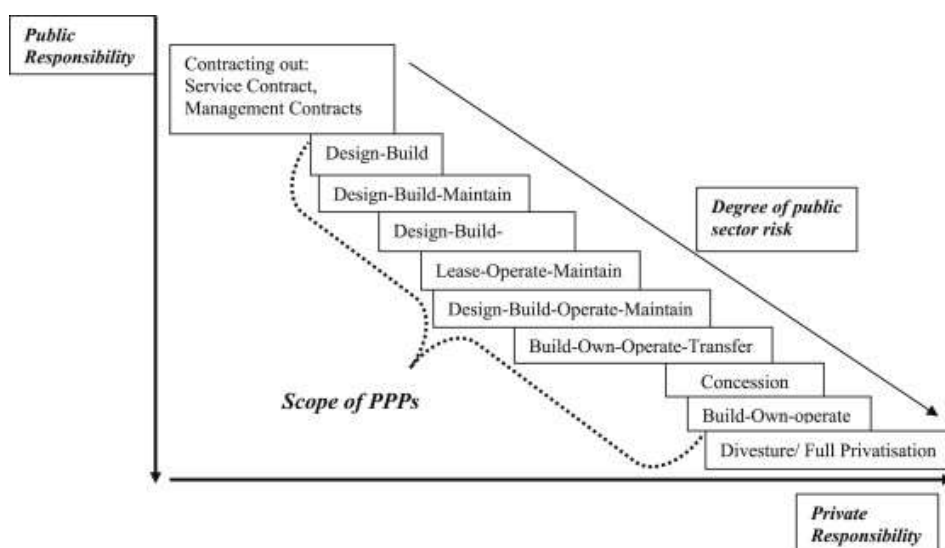 Public
Responsibility
Contracting out:
Service Contract,
Management Contracts
Design-Build
Design-Build-Maintain
Degree of public
sector risk
Design-Build-
Lease-Operate-Maintain
Design-Build-Operate-Maintain
Build-Own-Operate-Transfer
Scope of PPPs
Concession
Build-Own-operate
Divesture/ Full Privatisation
Private
Responsibility